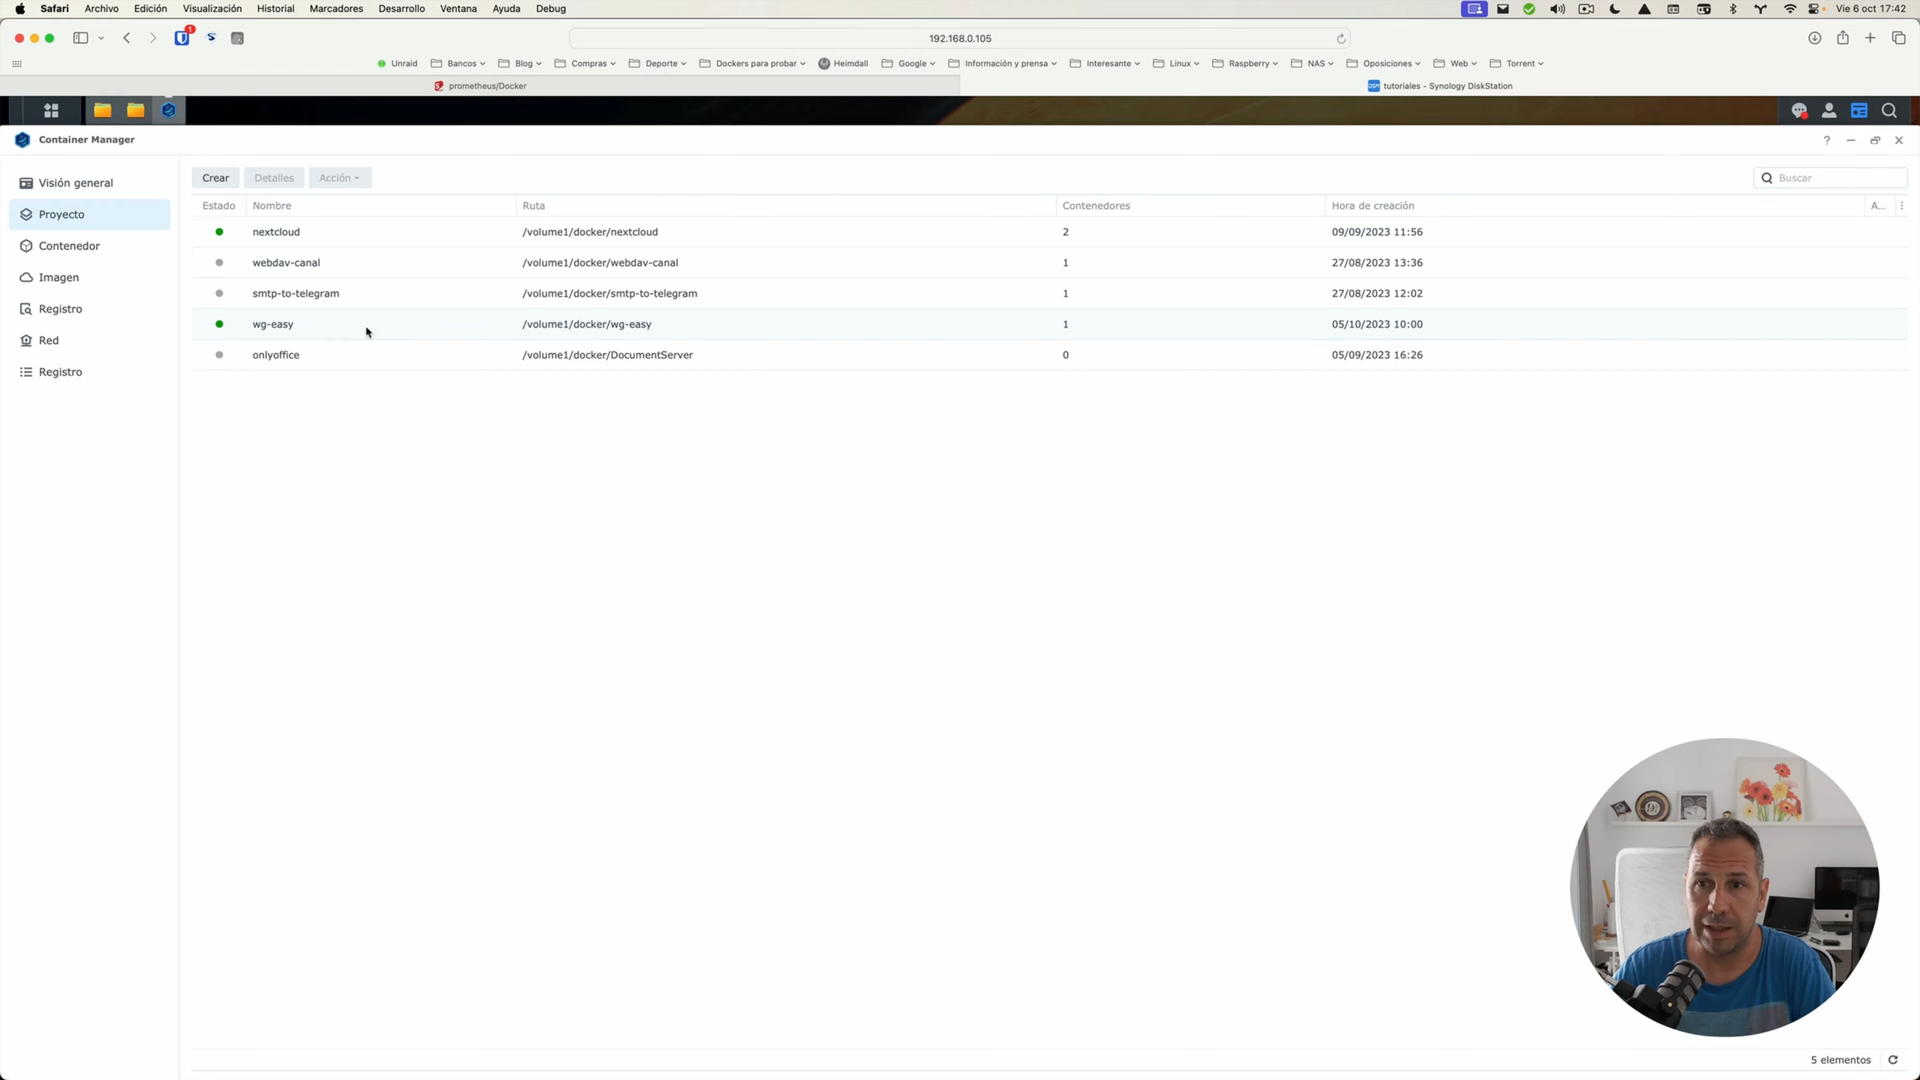 Safari Archivo Edición Visualización Historial Marcadores Desarrollo Ventana Ayuda Debug Vie 6 oct 17:42
1 192.168.0.105
Unraid Bancos Blog Compras Deporte Dockers para probar Heimdall Google Información y prensa Interesante Linux Raspberry NAS Oposiciones Web Torrent
prometheus/Docker DSM tutoriales - Synology DiskStation
Container Manager ?
Visión general
Proyecto
Contenedor
Imagen
Registro
Red
Registro
Crear Detalles Acción Buscar
Estado Nombre Ruta Contenedores Hora de creación A...
nextcloud /volume1/docker/nextcloud 2 09/09/2023 11:56
webdav-canal /volume1/docker/webdav-canal 1 27/08/2023 13:36
smtp-to-telegram /volume1/docker/smtp-to-telegram 1 27/08/2023 12:02
wg-easy /volume1/docker/wg-easy 1 05/10/2023 10:00
onlyoffice /volume1/docker/DocumentServer 0 05/09/2023 16:26
5 elementos